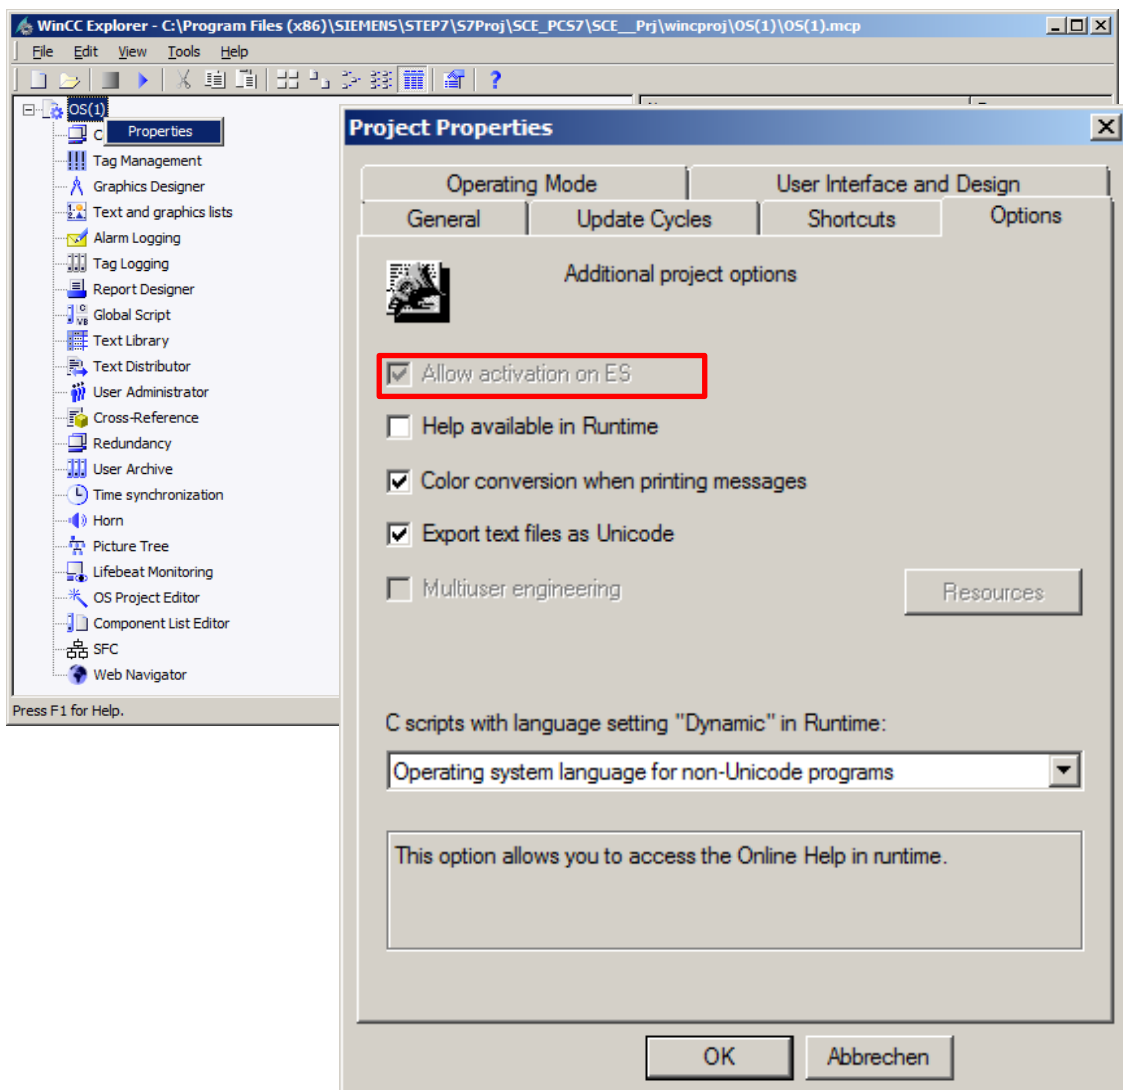 WinCC Explorer - C:\Program Files (x86)\SIEMENS\STEP7\S7Proj\SCE_PCS7\SCE__Prj\wincproj\OS(1)\OS(1).mcp
File Edit View Tools Help
OS(1)
Properties
C
Tag Management
Graphics Designer
Text and graphics lists
Alarm Logging
Tag Logging
Report Designer
Global Script
Text Library
Text Distributor
User Administrator
Cross-Reference
Redundancy
User Archive
Time synchronization
Horn
Picture Tree
Lifebeat Monitoring
OS Project Editor
Component List Editor
SFC
Web Navigator
Press F1 for Help.
Project Properties
Operating Mode User Interface and Design
General Update Cycles Shortcuts Options
Additional project options
Allow activation on ES
Help available in Runtime
Color conversion when printing messages
Export text files as Unicode
Multiuser engineering Resources
C scripts with language setting "Dynamic" in Runtime:
Operating system language for non-Unicode programs
This option allows you to access the Online Help in runtime.
OK Abbrechen